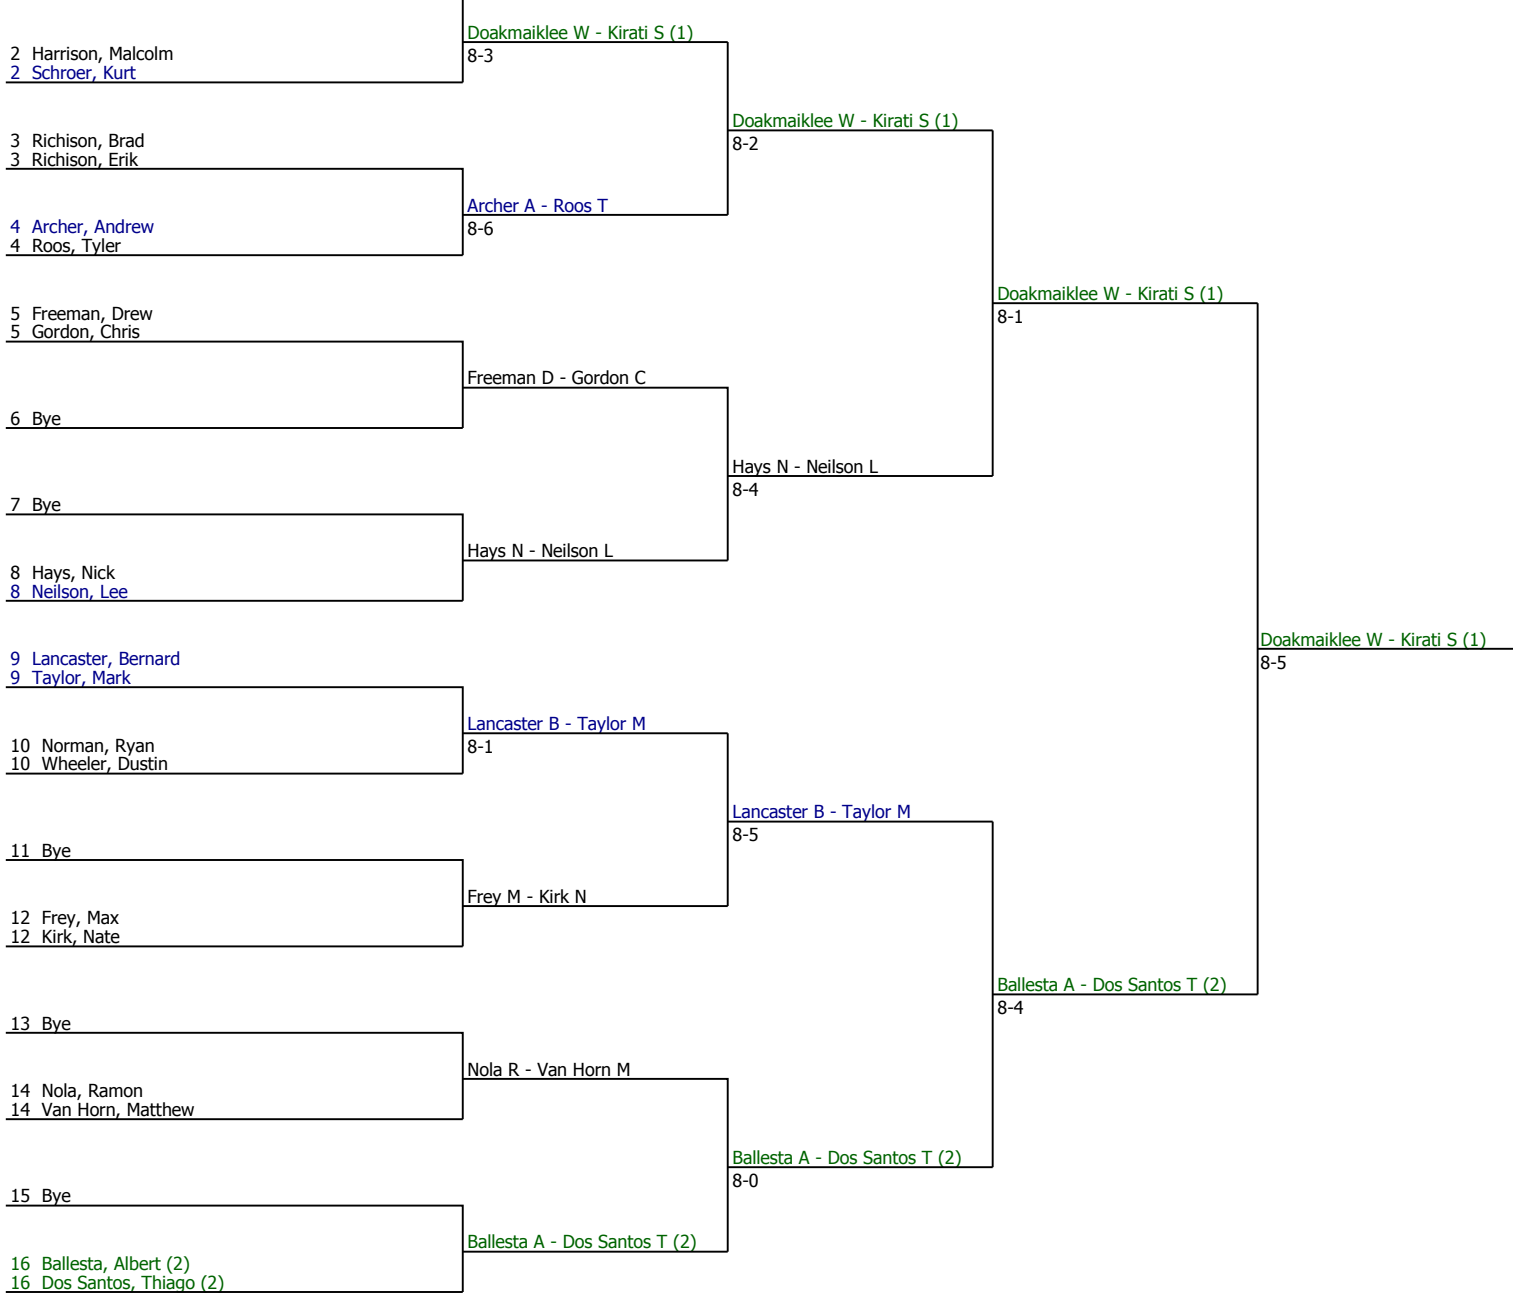 Doakmaiklee W - Kirati S (1)
8-3
2 Harrison, Malcolm
2 Schroer, Kurt
Doakmaiklee W - Kirati S (1)
8-2
3 Richison, Brad
3 Richison, Erik
Archer A - Roos T
8-6
4 Archer, Andrew
4 Roos, Tyler
Doakmaiklee W - Kirati S (1)
8-1
5 Freeman, Drew
5 Gordon, Chris
Freeman D - Gordon C
6 Bye
Hays N - Neilson L
8-4
7 Bye
Hays N - Neilson L
8 Hays, Nick
8 Neilson, Lee
Doakmaiklee W - Kirati S (1)
8-5
9 Lancaster, Bernard
9 Taylor, Mark
Lancaster B - Taylor M
8-1
10 Norman, Ryan
10 Wheeler, Dustin
Lancaster B - Taylor M
8-5
11 Bye
Frey M - Kirk N
12 Frey, Max
12 Kirk, Nate
Ballesta A - Dos Santos T (2)
8-4
13 Bye
Nola R - Van Horn M
14 Nola, Ramon
14 Van Horn, Matthew
Ballesta A - Dos Santos T (2)
8-0
15 Bye
Ballesta A - Dos Santos T (2)
16 Ballesta, Albert (2)
16 Dos Santos, Thiago (2)